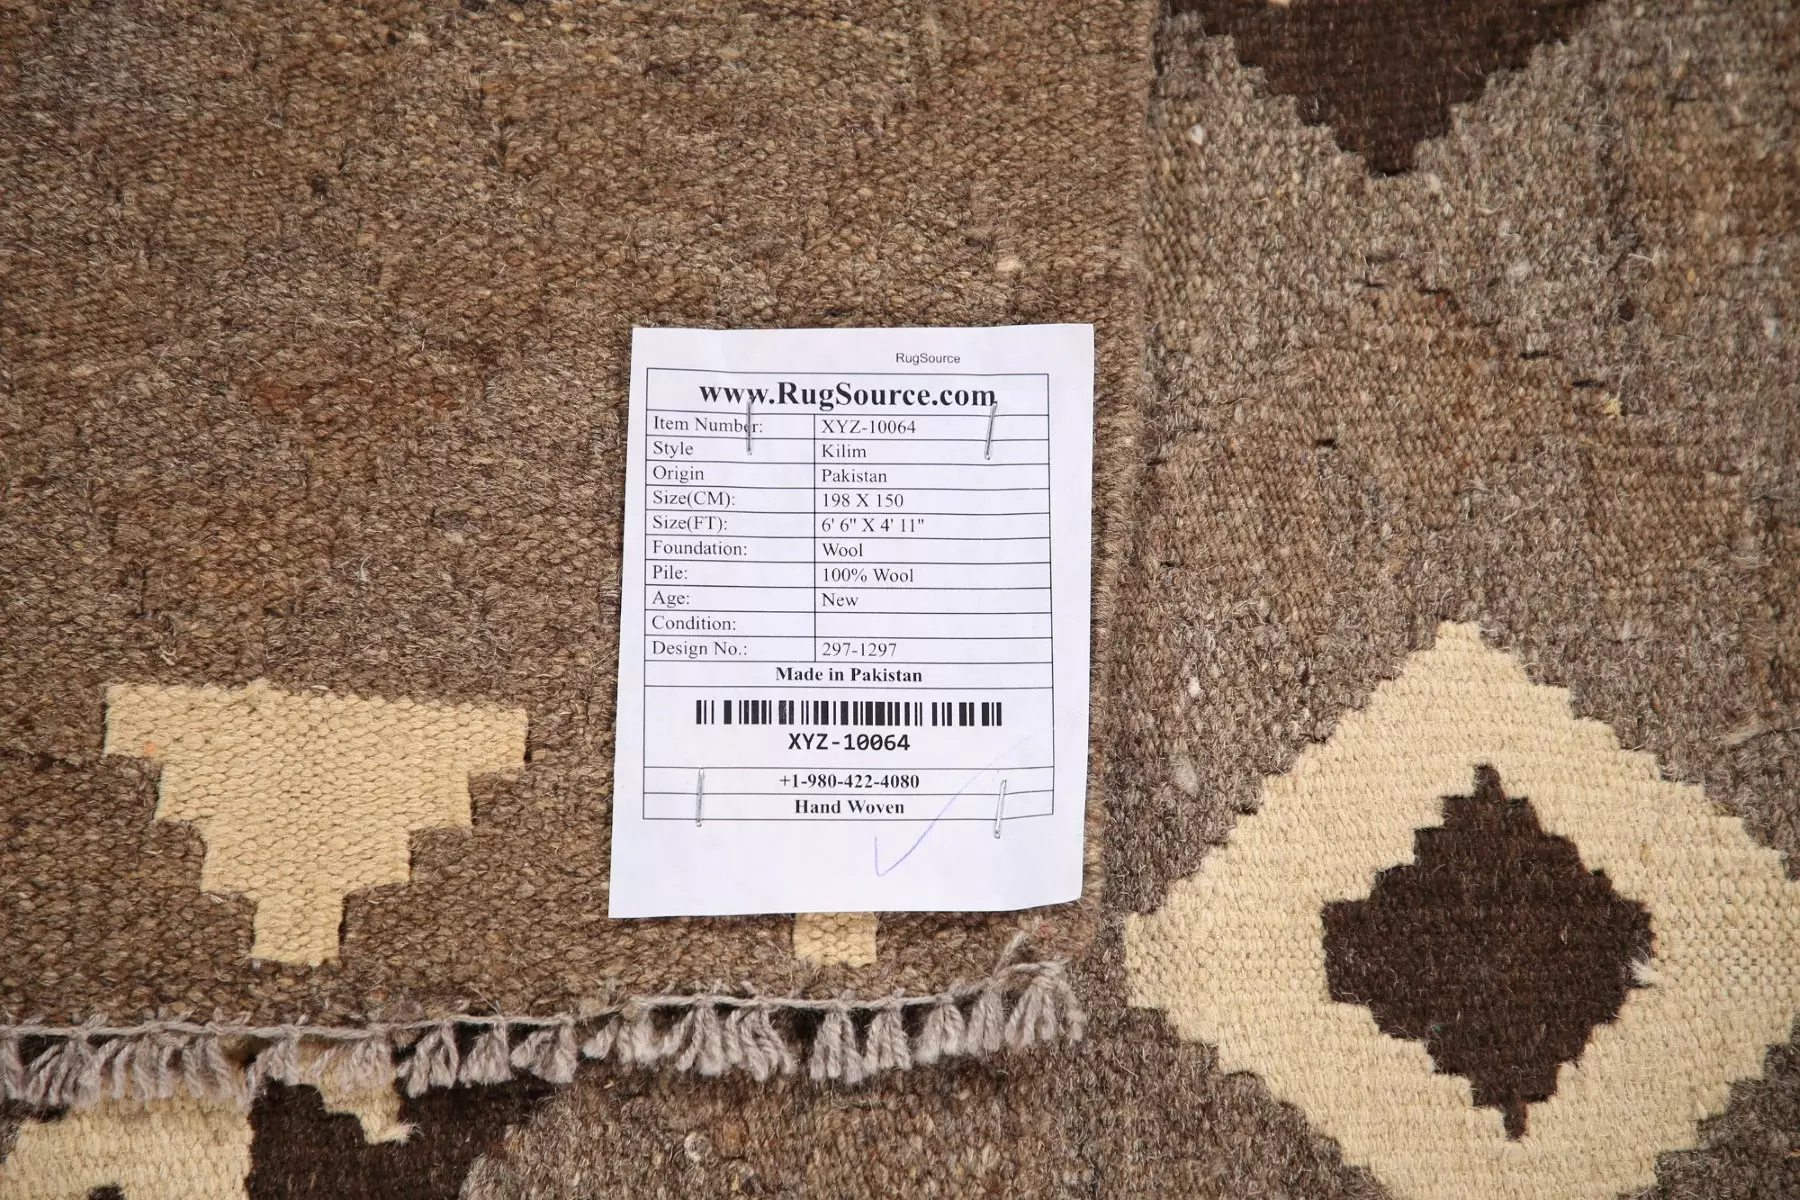 RugSource
www.RugSource.com
Item Number: XYZ-10064
Style Kilim
Origin Pakistan
Size(CM): 198 X 150
Size(FT): 6' 6" X 4' 11"
Foundation: Wool
Pile: 100% Wool
Age: New
Condition:
Design No.: 297-1297
Made in Pakistan
XYZ-10064
+1-980-422-4080
Hand Woven